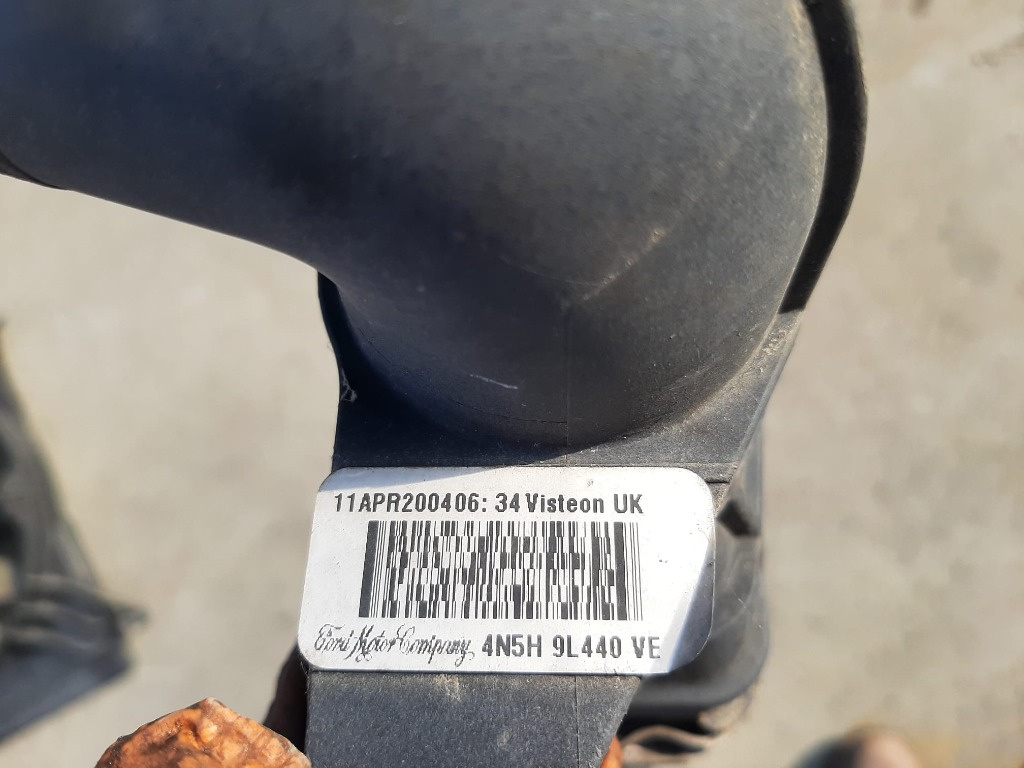 11APR200406: 34 Visteon UK
Ford Motor Company 4N5H 9L440 VE